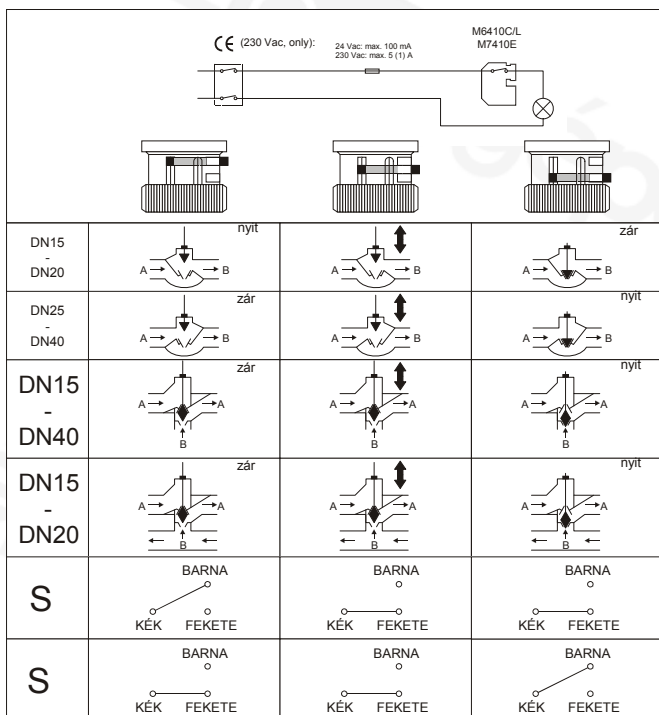 CE (230 Vac, only):
24 Vac: max. 100 mA
230 Vac: max. 5 (1) A
M6410C/L
M7410E
DN15
-
DN20
nyit
zár
A B A B A B
DN25
-
DN40
zár
nyit
A B A B A B
DN15
-
DN40
zár
nyit
A A A A A A
B B B
DN15
-
DN20
zár
nyit
A A A A A A
B B B
S
BARNA BARNA BARNA
KÉK FEKETE KÉK FEKETE KÉK FEKETE
S
BARNA BARNA BARNA
KÉK FEKETE KÉK FEKETE KÉK FEKETE